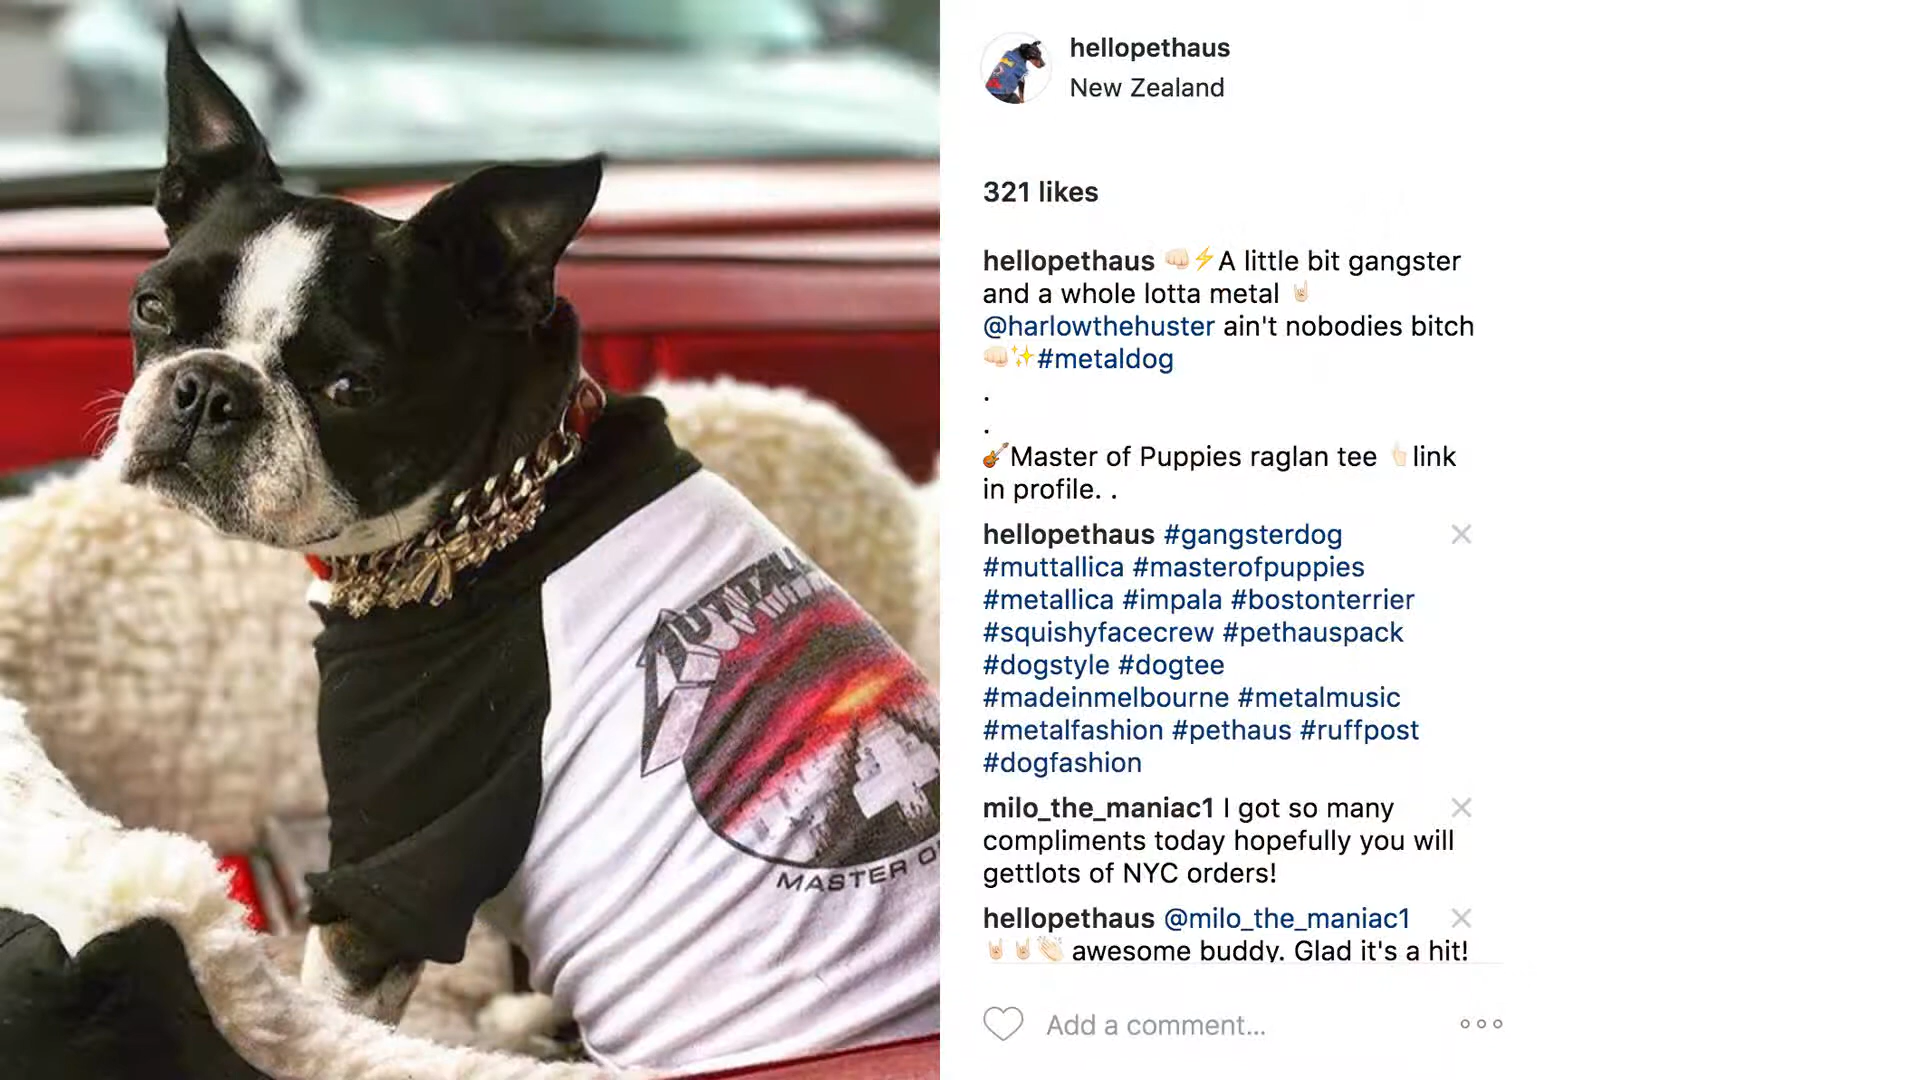 hellopethaus
New Zealand
321 likes
hellopethaus 👊🏻⚡A little bit gangster
and a whole lotta metal 🤘🏻
@harlowthehuster ain't nobodies bitch
👊🏻✨#metaldog
.
.
🎸Master of Puppies raglan tee 👆🏻link
in profile. .
hellopethaus #gangsterdog
#muttallica #masterofpuppies
#metallica #impala #bostonterrier
#squishyfacecrew #pethauspack
#dogstyle #dogtee
#madeinmelbourne #metalmusic
#metalfashion #pethaus #ruffpost
#dogfashion
milo_the_maniac1 I got so many
compliments today hopefully you will
gettlots of NYC orders!
hellopethaus @milo_the_maniac1
🤘🏻🤘🏻👏🏻 awesome buddy. Glad it's a hit!
Add a comment...
MASTER